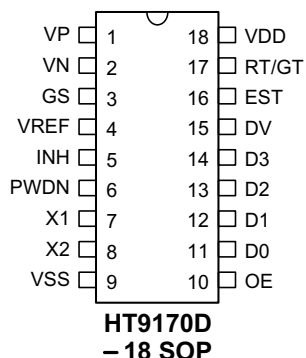 VP 1 18 VDD
VN 2 17 RT/GT
GS 3 16 EST
VREF 4 15 DV
INH 5 14 D3
PWDN 6 13 D2
X1 7 12 D1
X2 8 11 D0
VSS 9 10 OE
HT9170D
– 18 SOP